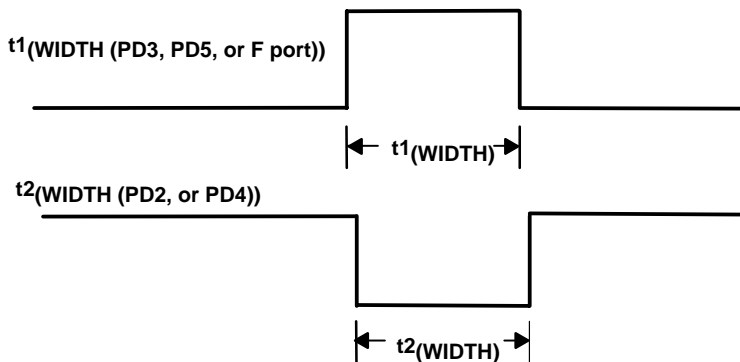 t1(WIDTH (PD3, PD5, or F port))
t1(WIDTH)
t2(WIDTH (PD2, or PD4))
t2(WIDTH)